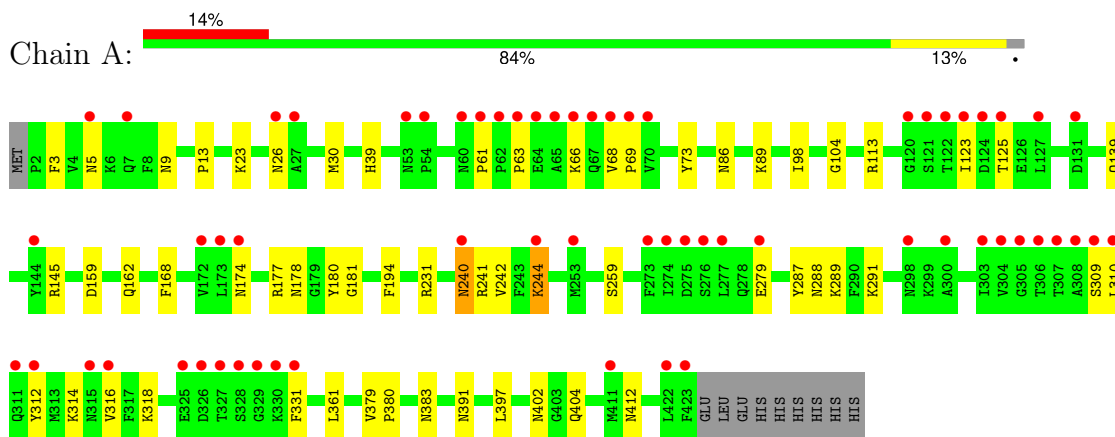 14%
Chain A:
84% 13% •
MET P2 F3 V4 N5 K6 Q7 F8 N9 P13 K23 N26 A27 M30 H39 N53 P54 N60 P61 P62 P63 E64 A65 K66 Q67 V68 P69 V70 Y73 N86 K89 I98 G104 R113 G120 S121 T122 I123 D124 T125 E126 L127 D131 Q139
Y144 R145 D159 Q162 F168 V172 L173 N174 R177 N178 G179 Y180 G181 F194 R231 N240 R241 V242 F243 K244 M253 S259 F273 I274 D275 S276 L277 Q278 E279 Y287 N288 K289 F290 K291 N298 K299 A300 I303 V304 G305 T306 T307 A308 S309 L310
Q311 Y312 M313 K314 N315 V316 F317 K318 E325 D326 T327 S328 G329 K330 F331 L361 V379 P380 N383 N391 L397 N402 G403 Q404 M411 N412 L422 F423 GLU LEU GLU HIS HIS HIS HIS HIS HIS